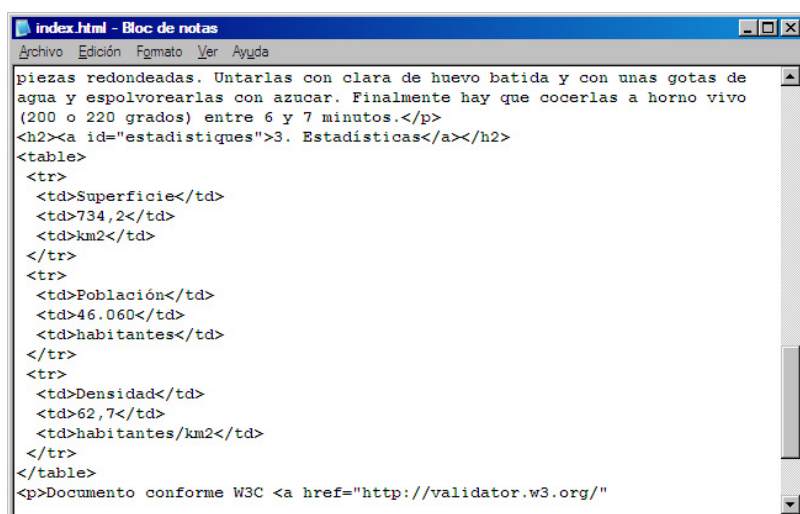 index.html - Bloc de notas
Archivo Edición Formato Ver Ayuda
piezas redondeadas. Untarlas con clara de huevo batida y con unas gotas de
agua y espolvorearlas con azucar. Finalmente hay que cocerlas a horno vivo
(200 o 220 grados) entre 6 y 7 minutos.</p>
<h2><a id="estadistiques">3. Estadísticas</a></h2>
<table>
<tr>
<td>Superficie</td>
<td>734,2</td>
<td>km2</td>
</tr>
<tr>
<td>Población</td>
<td>46.060</td>
<td>habitantes</td>
</tr>
<tr>
<td>Densidad</td>
<td>62,7</td>
<td>habitantes/km2</td>
</tr>
</table>
<p>Documento conforme W3C <a href="http://validator.w3.org/"